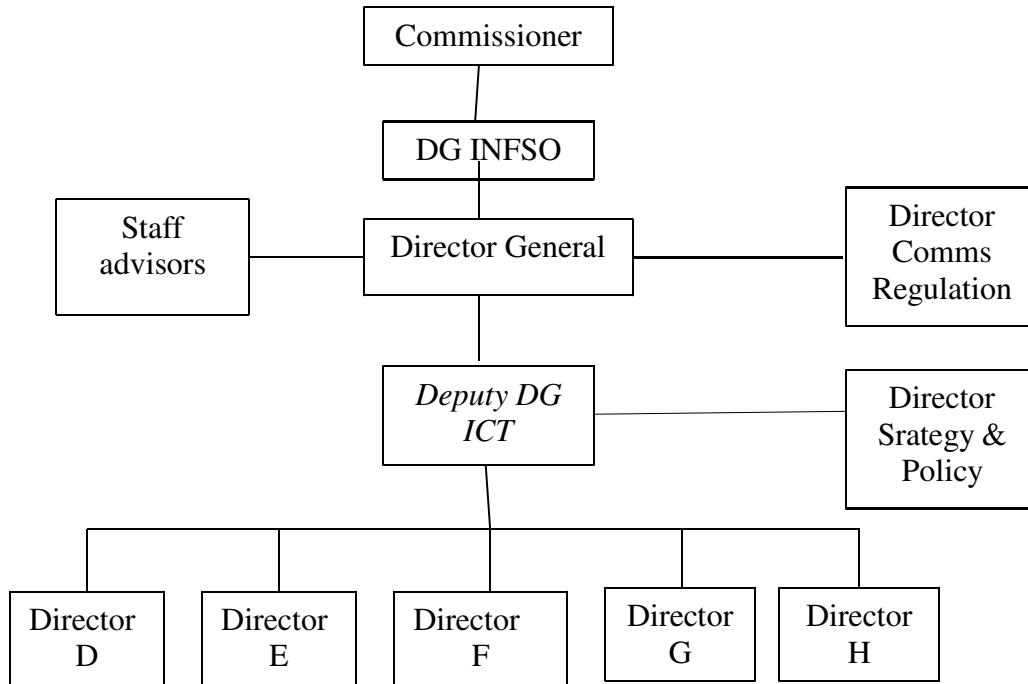 Commissioner
DG INFSO
Staff
advisors
Director General
Director
Comms
Regulation
Deputy DG
ICT
Director
Srategy &
Policy
Director
D
Director
E
Director
F
Director
G
Director
H